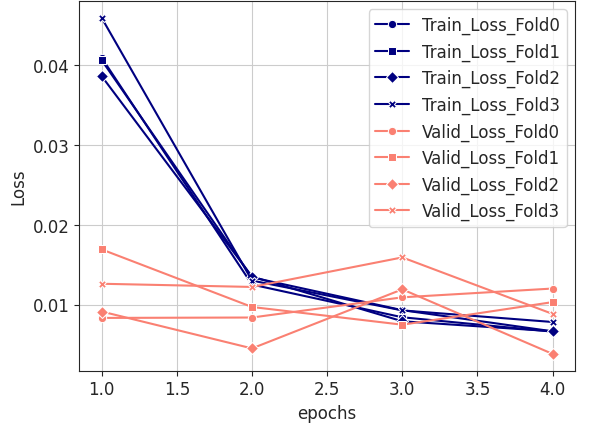 Train_Loss_Fold0
Train_Loss_Fold1
Train_Loss_Fold2
Train_Loss_Fold3
Valid_Loss_Fold0
Valid_Loss_Fold1
Valid_Loss_Fold2
Valid_Loss_Fold3
0.04
0.03
0.02
0.01
Loss
1.0 1.5 2.0 2.5 3.0 3.5 4.0
epochs